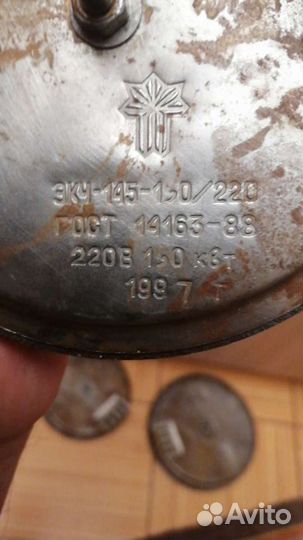 ЭКЧ-145-1,0/220
ГОСТ 14163-88
220В 1,0 кВт
1997 г
Avito